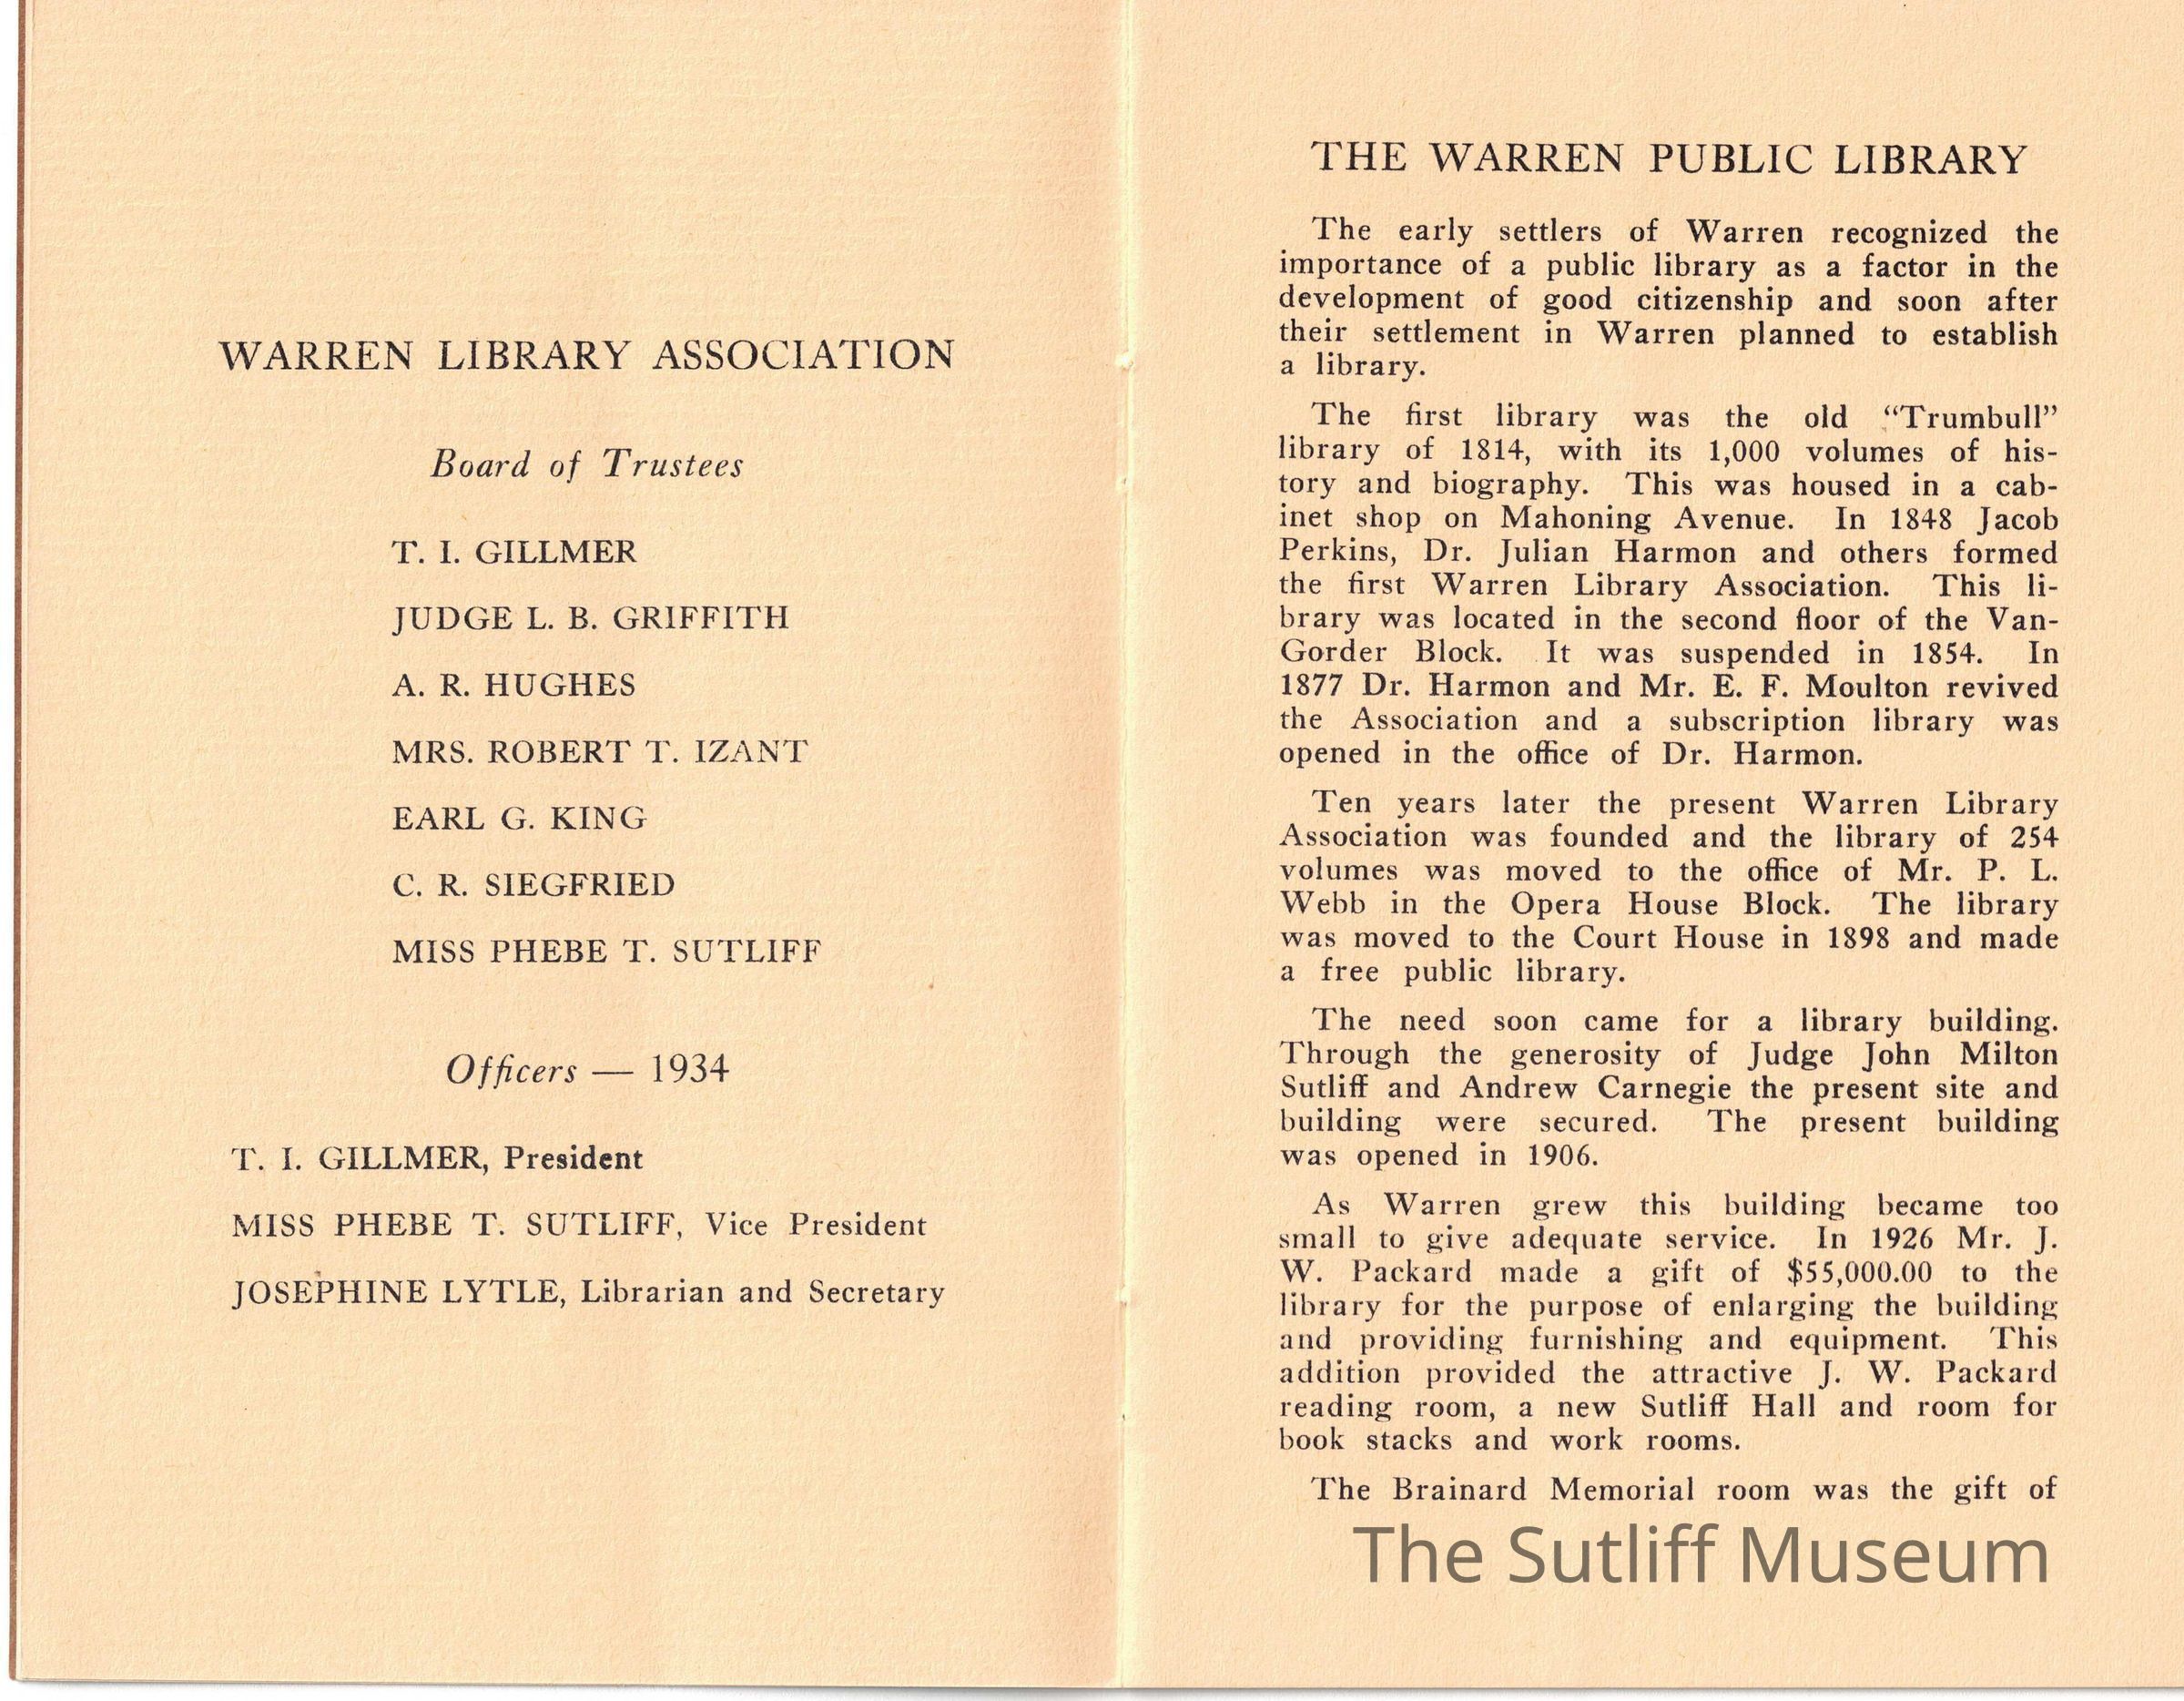 WARREN LIBRARY ASSOCIATION
Board of Trustees
T. I. GILLMER
JUDGE L. B. GRIFFITH
A. R. HUGHES
MRS. ROBERT T. IZANT
EARL G. KING
C. R. SIEGFRIED
MISS PHEBE T. SUTLIFF
Officers — 1934
T. I. GILLMER, President
MISS PHEBE T. SUTLIFF, Vice President
JOSEPHINE LYTLE, Librarian and Secretary
THE WARREN PUBLIC LIBRARY
The early settlers of Warren recognized the
importance of a public library as a factor in the
development of good citizenship and soon after
their settlement in Warren planned to establish
a library.
The first library was the old “Trumbull”
library of 1814, with its 1,000 volumes of his-
tory and biography. This was housed in a cab-
inet shop on Mahoning Avenue. In 1848 Jacob
Perkins, Dr. Julian Harmon and others formed
the first Warren Library Association. This li-
brary was located in the second floor of the Van-
Gorder Block. It was suspended in 1854. In
1877 Dr. Harmon and Mr. E. F. Moulton revived
the Association and a subscription library was
opened in the office of Dr. Harmon.
Ten years later the present Warren Library
Association was founded and the library of 254
volumes was moved to the office of Mr. P. L.
Webb in the Opera House Block. The library
was moved to the Court House in 1898 and made
a free public library.
The need soon came for a library building.
Through the generosity of Judge John Milton
Sutliff and Andrew Carnegie the present site and
building were secured. The present building
was opened in 1906.
As Warren grew this building became too
small to give adequate service. In 1926 Mr. J.
W. Packard made a gift of $55,000.00 to the
library for the purpose of enlarging the building
and providing furnishing and equipment. This
addition provided the attractive J. W. Packard
reading room, a new Sutliff Hall and room for
book stacks and work rooms.
The Brainard Memorial room was the gift of
The Sutliff Museum